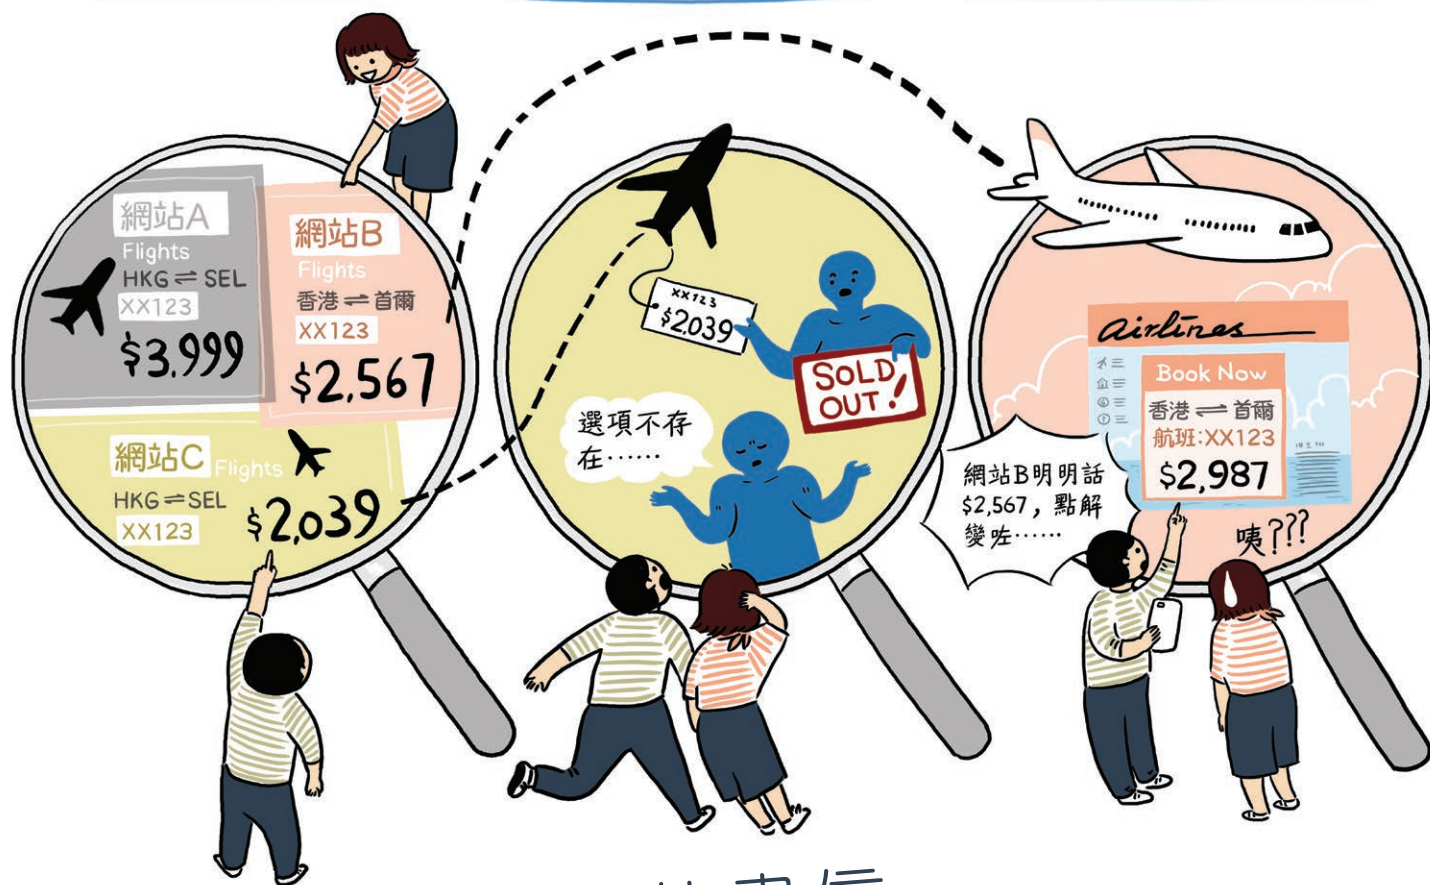 網站A
Flights
HKG ⇌ SEL
XX123
$3,999
網站B
Flights
香港 ⇌ 首爾
XX123
$2,567
網站C Flights
HKG ⇌ SEL
XX123
$2,039
XX123
$2,039
SOLD
OUT!
選項不存
在……
Airlines
Book Now
香港 ⇌ 首爾
航班:XX123
$2,987
網站B明明話
$2,567，點解
變咗……
咦???